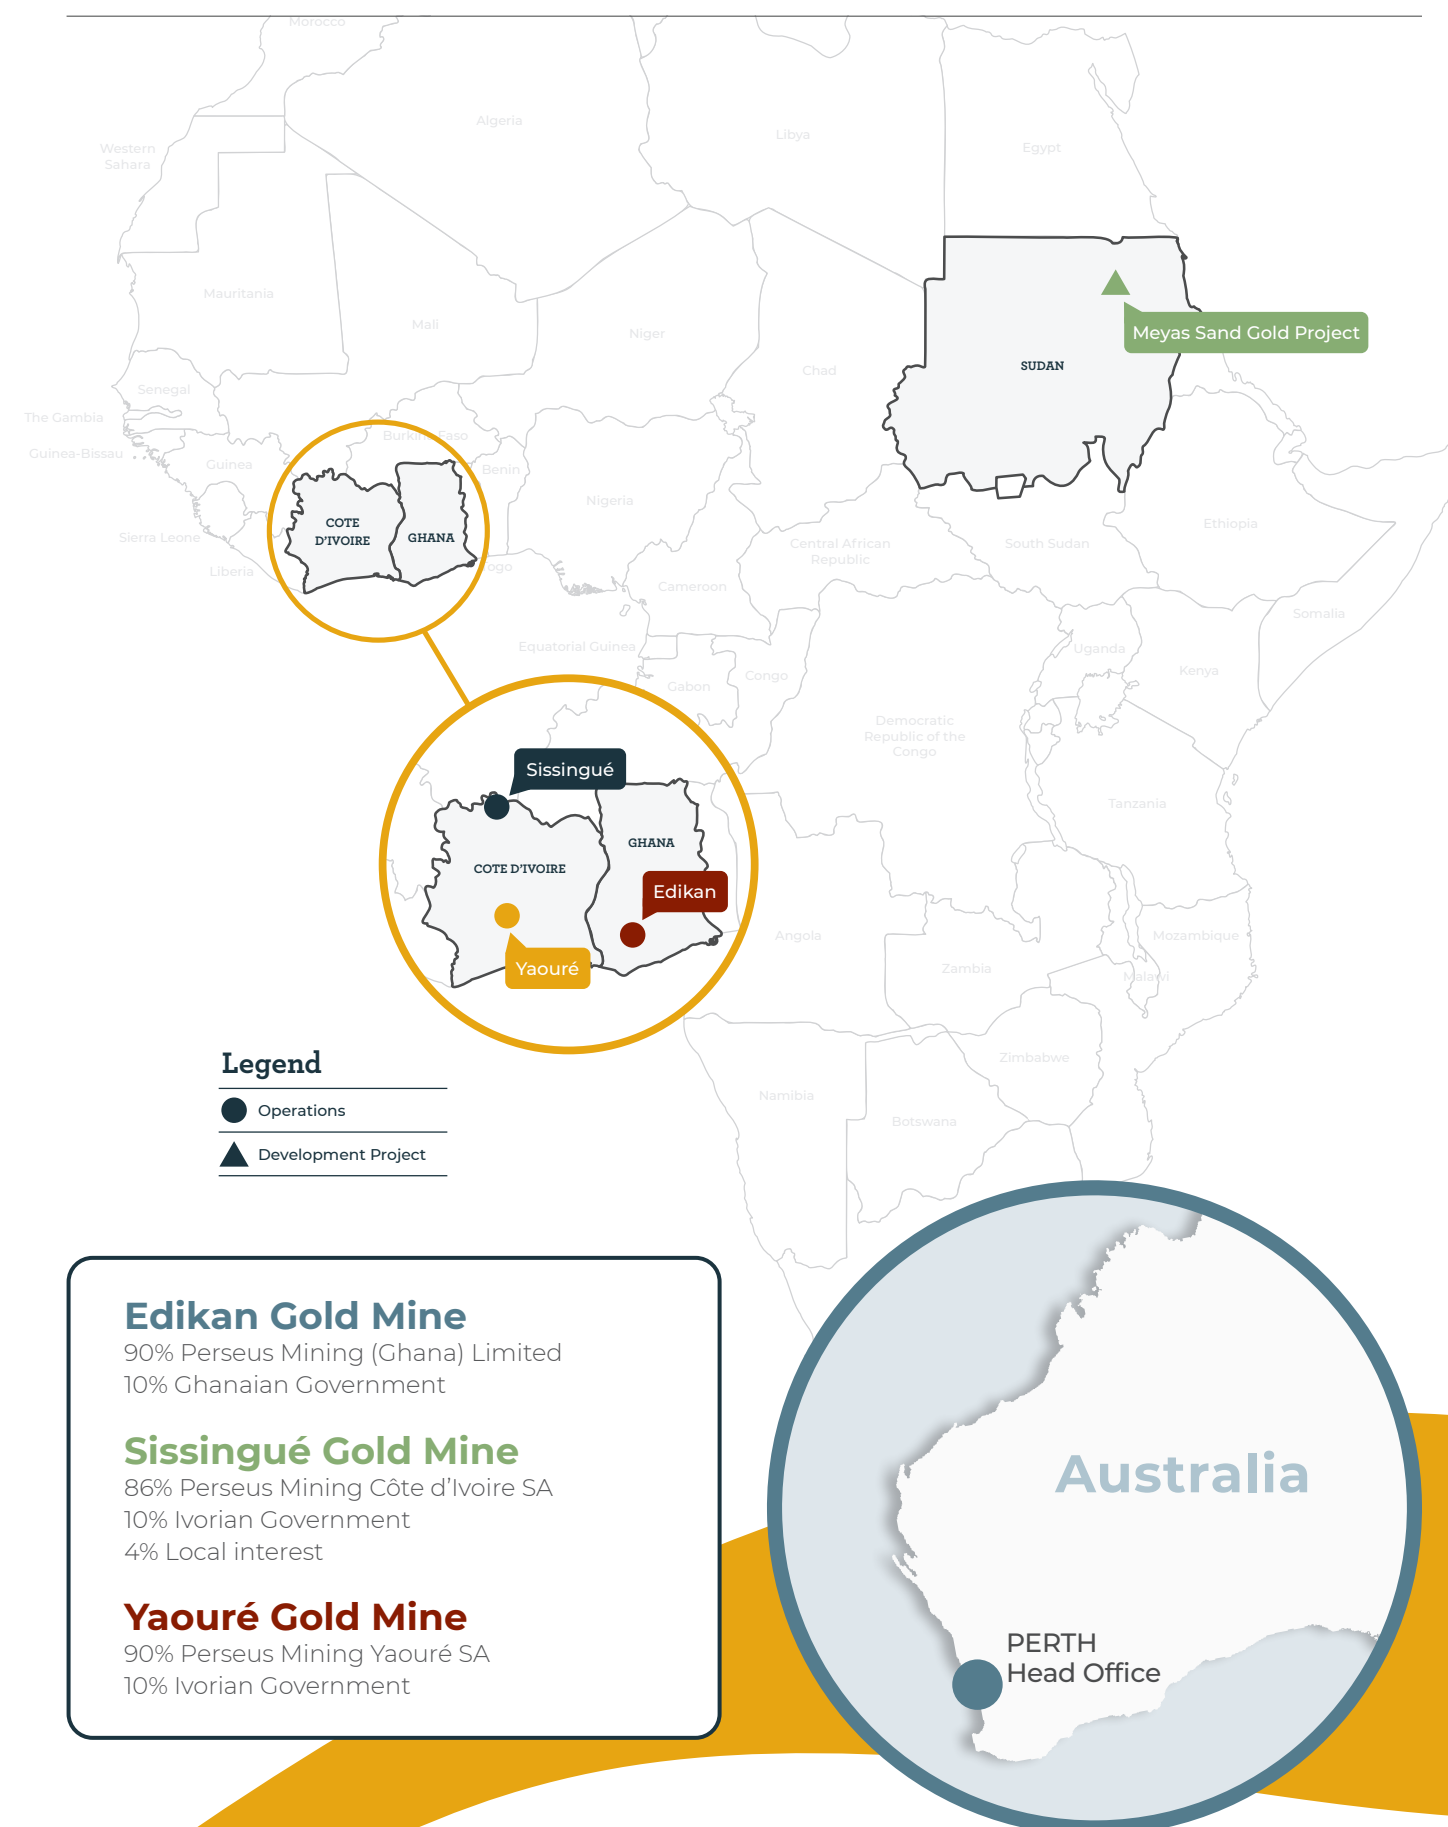 Morocco
Algeria
Libya
Egypt
Western
Sahara
Mauritania
Mali
Niger
Chad
SUDAN
Meyas Sand Gold Project
Senegal
The Gambia
Guinea-Bissau
Guinea
Burkina Faso
Benin
Nigeria
Sierra Leone
Liberia
COTE
D'IVOIRE
GHANA
Central African
Republic
South Sudan
Ethiopia
Cameroon
Somalia
Equatorial Guinea
Uganda
Kenya
Gabon
Congo
Democratic
Republic of the
Congo
Tanzania
Sissingué
GHANA
COTE D'IVOIRE
Edikan
Yaouré
Angola
Zambia
Mozambique
Malawi
Zimbabwe
Namibia
Botswana
Legend
Operations
Development Project
Edikan Gold Mine
90% Perseus Mining (Ghana) Limited
10% Ghanaian Government
Sissingué Gold Mine
86% Perseus Mining Côte d'Ivoire SA
10% Ivorian Government
4% Local interest
Yaouré Gold Mine
90% Perseus Mining Yaouré SA
10% Ivorian Government
Australia
PERTH
Head Office